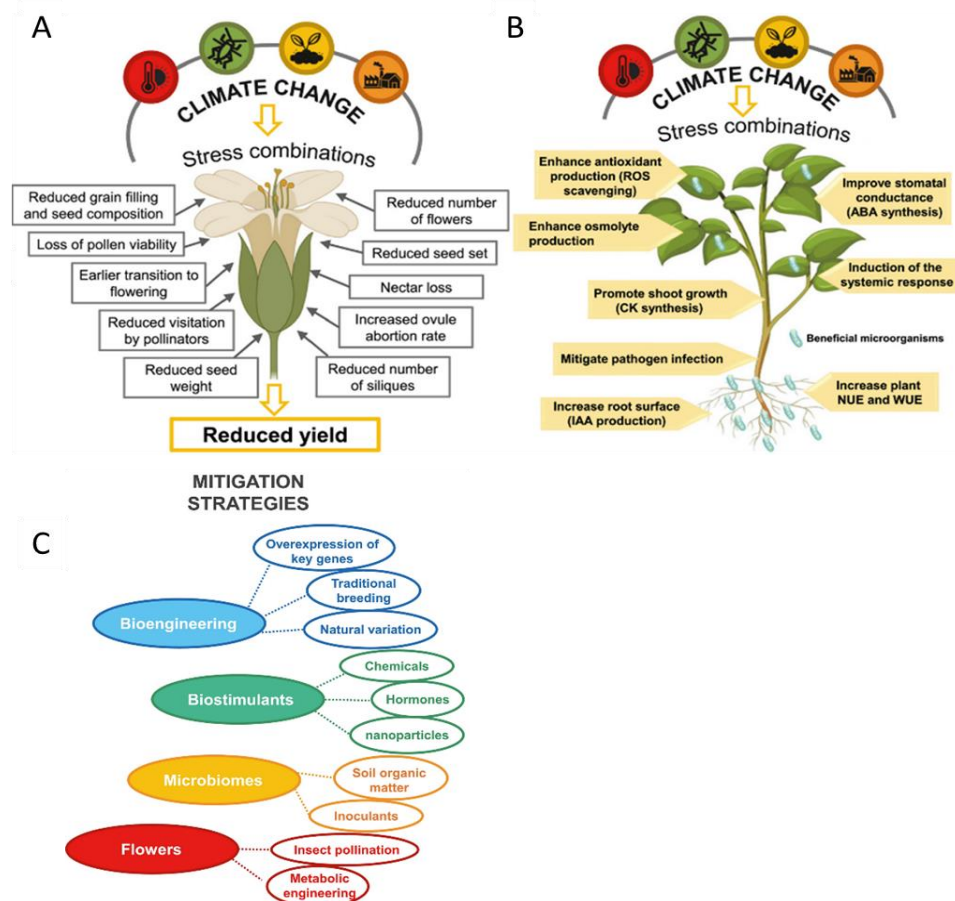 A
CLIMATE CHANGE
Stress combinations
Reduced grain filling
and seed composition
Loss of pollen viability
Earlier transition to
flowering
Reduced visitation
by pollinators
Reduced seed
weight
Reduced number
of flowers
Reduced seed set
Nectar loss
Increased ovule
abortion rate
Reduced number
of siliques
Reduced yield
B
CLIMATE CHANGE
Stress combinations
Enhance antioxidant
production (ROS
scavenging)
Enhance osmolyte
production
Promote shoot growth
(CK synthesis)
Mitigate pathogen infection
Increase root surface
(IAA production)
Improve stomatal
conductance
(ABA synthesis)
Induction of the
systemic response
Beneficial microorganisms
Increase plant
NUE and WUE
MITIGATION
STRATEGIES
C
Bioengineering
Overexpression of
key genes
Traditional
breeding
Natural variation
Biostimulants
Chemicals
Hormones
nanoparticles
Microbiomes
Soil organic
matter
Inoculants
Flowers
Insect pollination
Metabolic
engineering